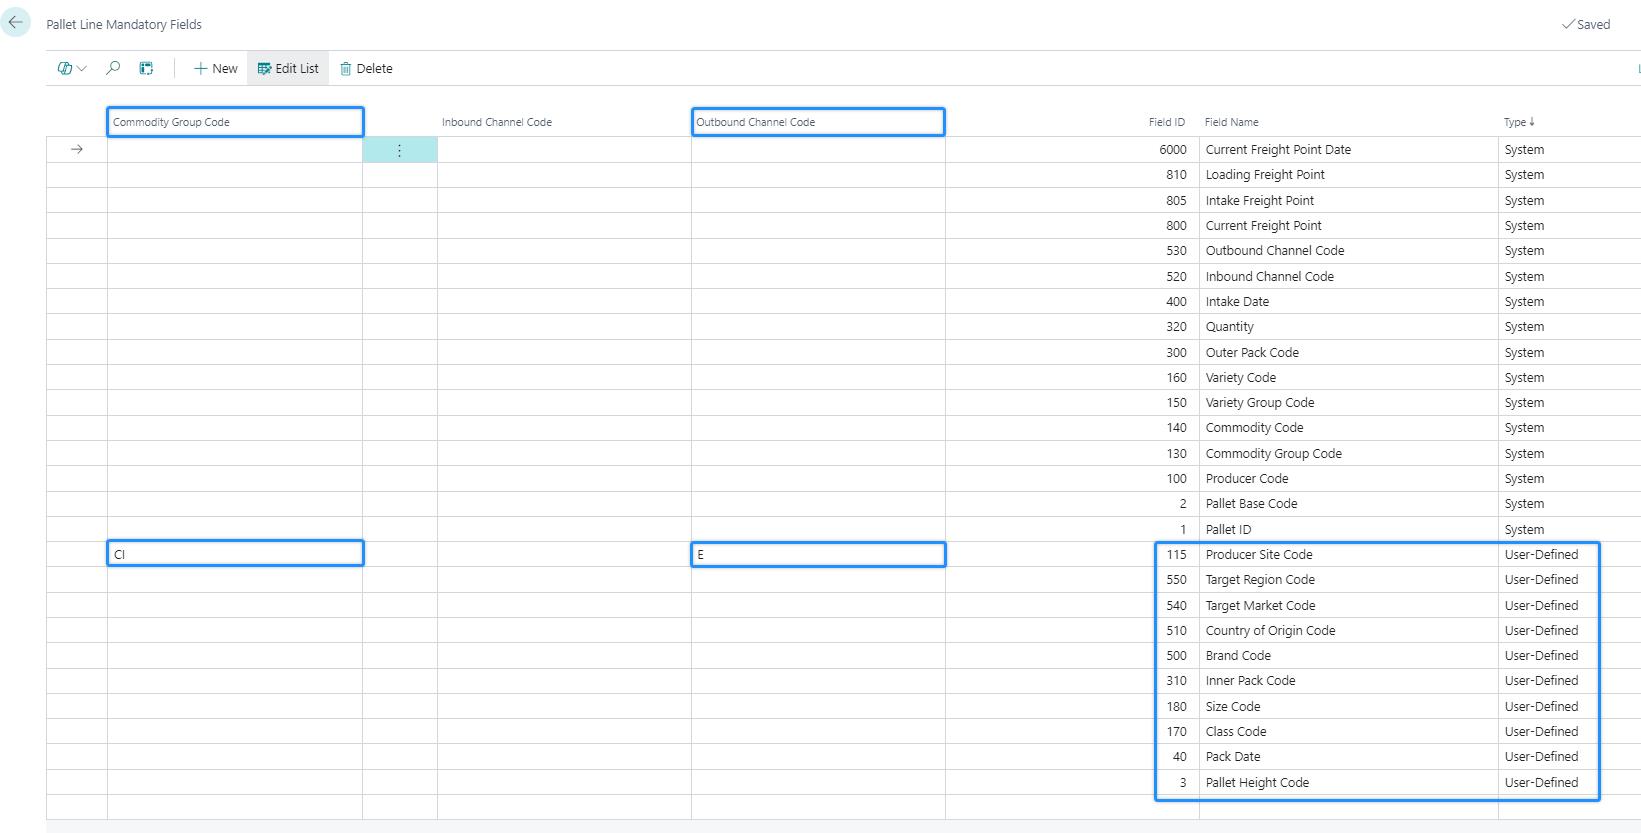 Pallet Line Mandatory Fields
Saved
New Edit List Delete
Commodity Group Code Inbound Channel Code Outbound Channel Code Field ID Field Name Type ↓
6000 Current Freight Point Date System
810 Loading Freight Point System
805 Intake Freight Point System
800 Current Freight Point System
530 Outbound Channel Code System
520 Inbound Channel Code System
400 Intake Date System
320 Quantity System
300 Outer Pack Code System
160 Variety Code System
150 Variety Group Code System
140 Commodity Code System
130 Commodity Group Code System
100 Producer Code System
2 Pallet Base Code System
1 Pallet ID System
CI E 115 Producer Site Code User-Defined
550 Target Region Code User-Defined
540 Target Market Code User-Defined
510 Country of Origin Code User-Defined
500 Brand Code User-Defined
310 Inner Pack Code User-Defined
180 Size Code User-Defined
170 Class Code User-Defined
40 Pack Date User-Defined
3 Pallet Height Code User-Defined